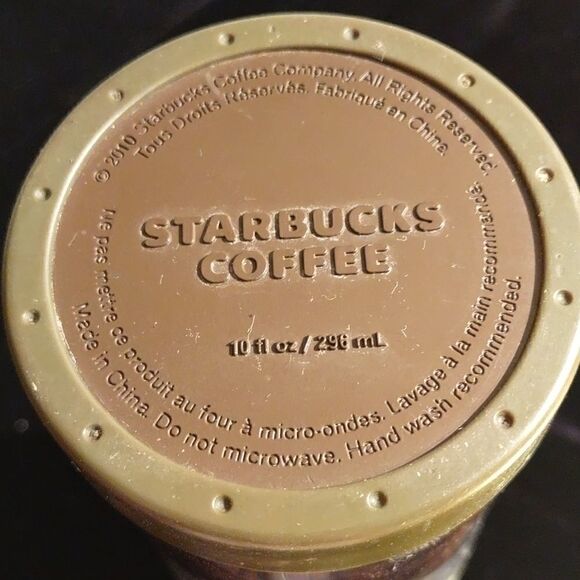 © 2010 Starbucks Coffee Company. All Rights Reserved.
Tous Droits Réservés. Fabriqué en China.
STARBUCKS
COFFEE
10 fl oz / 296 mL
Ne pas mettre ce produit au four à micro-ondes. Lavage à la main recommandé.
Made in China. Do not microwave. Hand wash recommended.